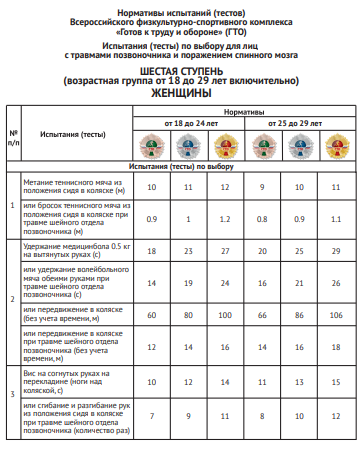 Нормативы испытаний (тестов)
Всероссийского физкультурно-спортивного комплекса
«Готов к труду и обороне» (ГТО)
Испытания (тесты) по выбору для лиц
с травмами позвоночника и поражением спинного мозга
ШЕСТАЯ СТУПЕНЬ
(возрастная группа от 18 до 29 лет включительно)
ЖЕНЩИНЫ
№ п/п Испытания (тесты) Нормативы
от 18 до 24 лет от 25 до 29 лет
Испытания (тесты) по выбору
1 Метание теннисного мяча из
положения сидя в коляске (м) 10 11 12 9 10 11
или бросок теннисного мяча из
положения сидя в коляске при
травме шейного отдела
позвоночника (м) 0.9 1 1.2 0.8 0.9 1.1
2 Удержание медицинбола 0.5 кг
на вытянутых руках (с) 18 23 27 20 25 29
или удержание волейбольного
мяча обеими руками при
травме шейного отдела
позвоночника (с) 14 19 24 16 21 26
или передвижение в коляске
(без учета времени, м) 60 80 100 66 86 106
или передвижение в коляске
при травме шейного отдела
позвоночника (без учета
времени, м) 12 14 16 14 16 18
3 Вис на согнутых руках на
перекладине (ноги над
коляской, с) 10 12 14 11 13 15
или сгибание и разгибание рук
из положения сидя в коляске
при травме шейного отдела
позвоночника (количество раз) 7 9 11 8 10 12